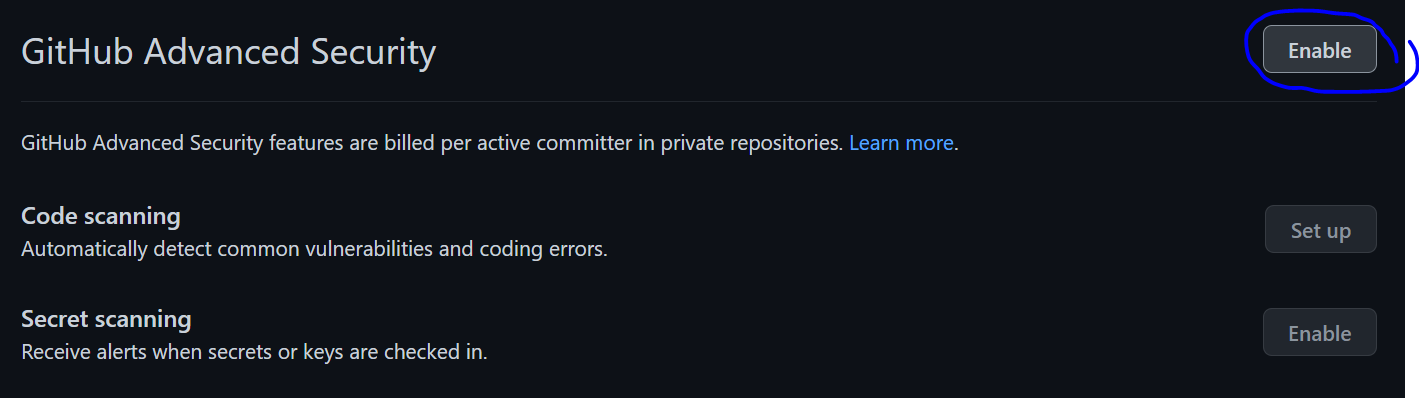 GitHub Advanced Security
Enable
GitHub Advanced Security features are billed per active committer in private repositories. Learn more.
Code scanning
Automatically detect common vulnerabilities and coding errors.
Set up
Secret scanning
Receive alerts when secrets or keys are checked in.
Enable